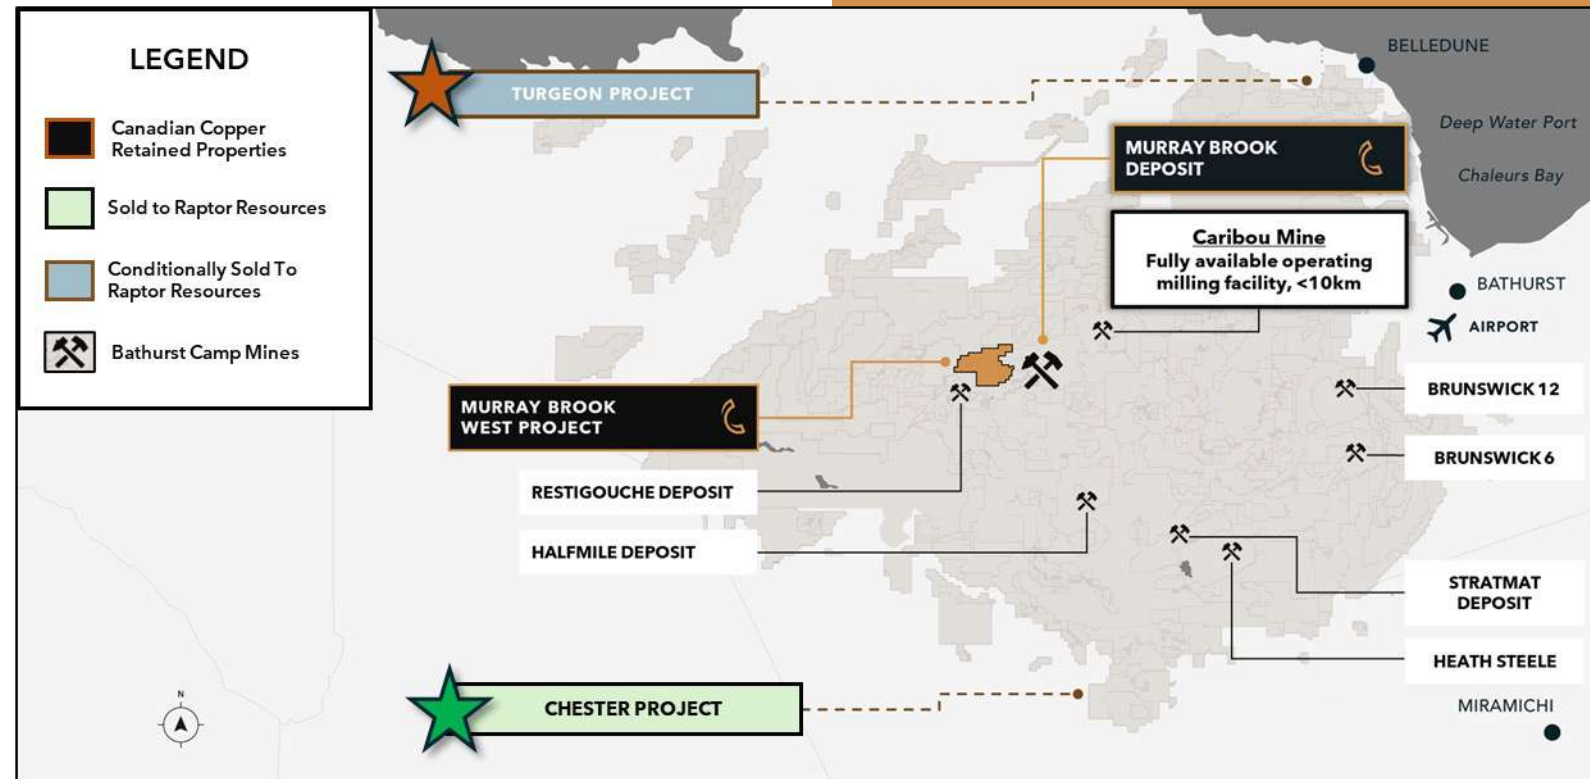 LEGEND
Canadian Copper
Retained Properties
Sold to Raptor Resources
Conditionally Sold To
Raptor Resources
Bathurst Camp Mines
TURGEON PROJECT
BELLEDUNE
Deep Water Port
Chaleurs Bay
MURRAY BROOK
DEPOSIT
Caribou Mine
Fully available operating
milling facility, <10km
BATHURST
AIRPORT
MURRAY BROOK
WEST PROJECT
BRUNSWICK 12
BRUNSWICK 6
RESTIGOUCHE DEPOSIT
HALFMILE DEPOSIT
STRATMAT
DEPOSIT
HEATH STEELE
CHESTER PROJECT
MIRAMICHI
N